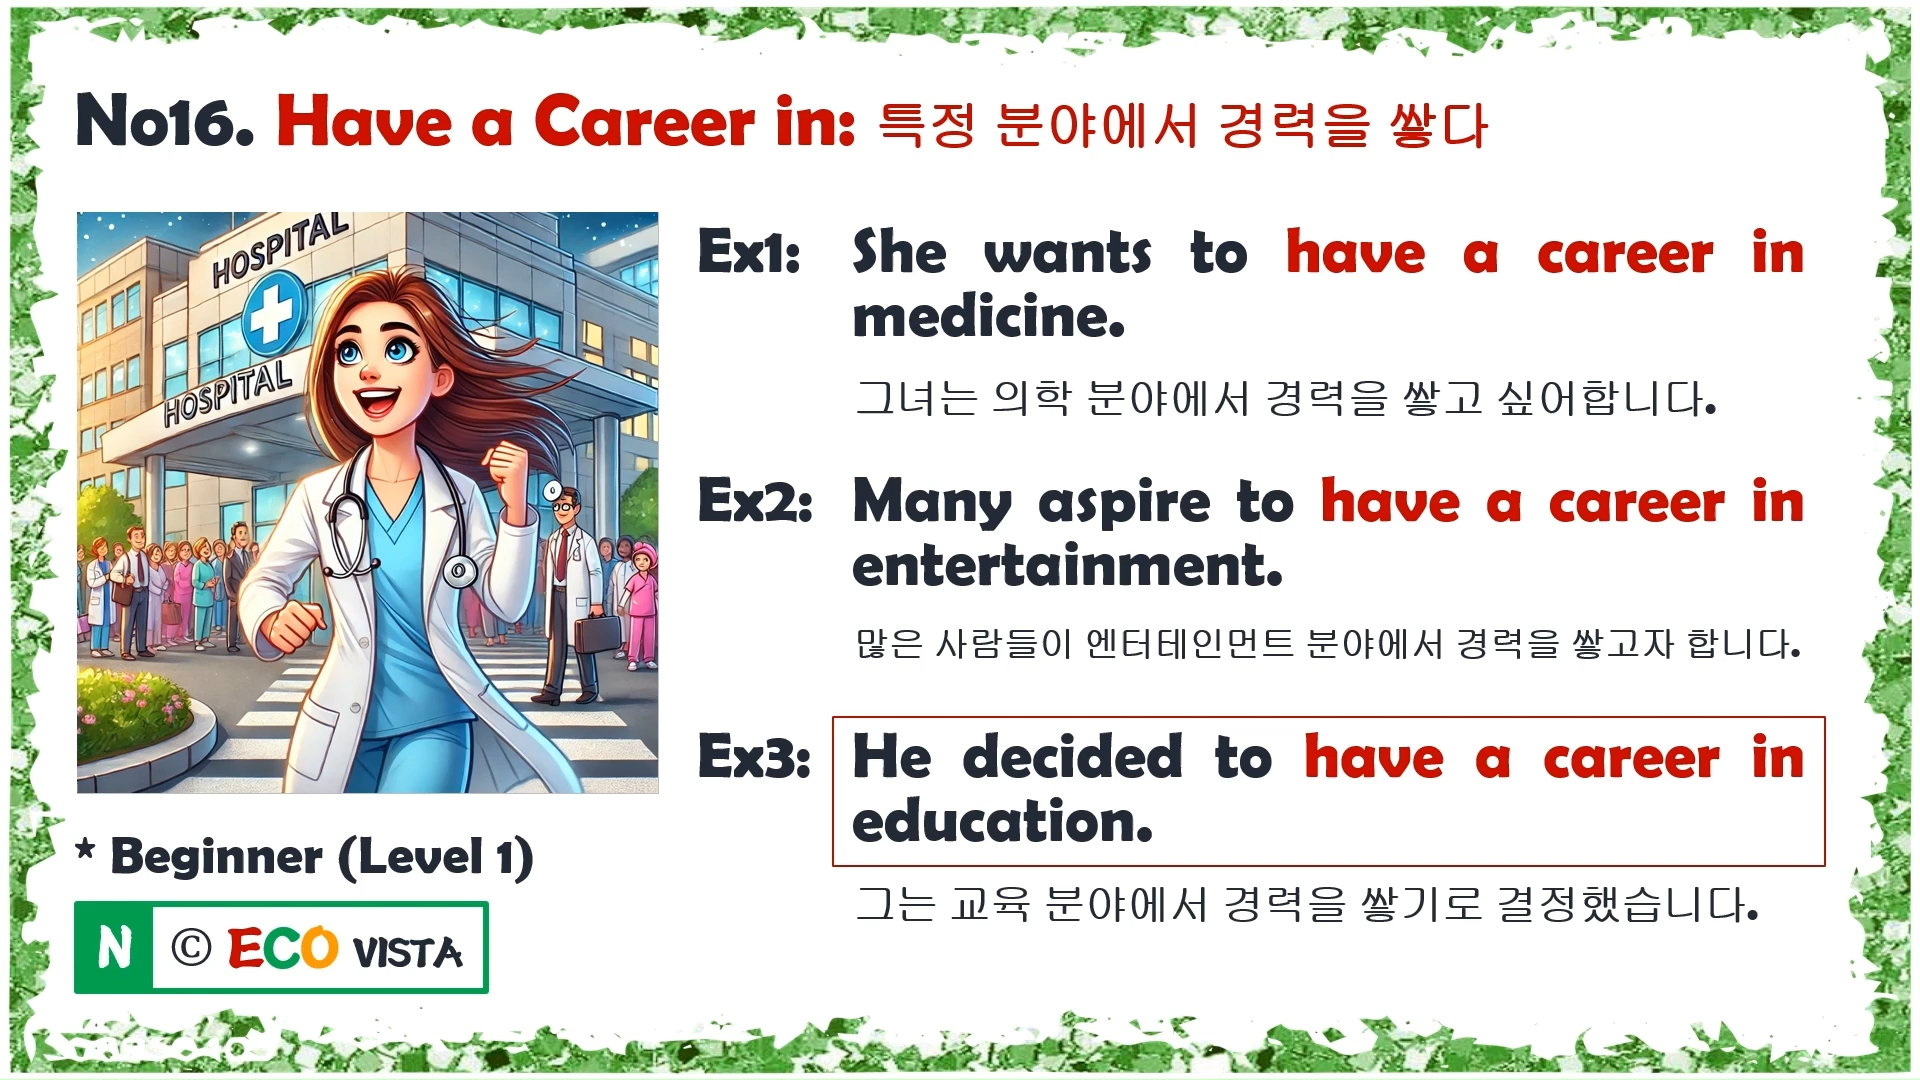 No16. Have a Career in: 특정 분야에서 경력을 쌓다
HOSPITAL
HOSPITAL
Ex1: She wants to have a career in
medicine.
그녀는 의학 분야에서 경력을 쌓고 싶어합니다.
Ex2: Many aspire to have a career in
entertainment.
많은 사람들이 엔터테인먼트 분야에서 경력을 쌓고자 합니다.
Ex3: He decided to have a career in
education.
그는 교육 분야에서 경력을 쌓기로 결정했습니다.
* Beginner (Level 1)
N © ECO VISTA